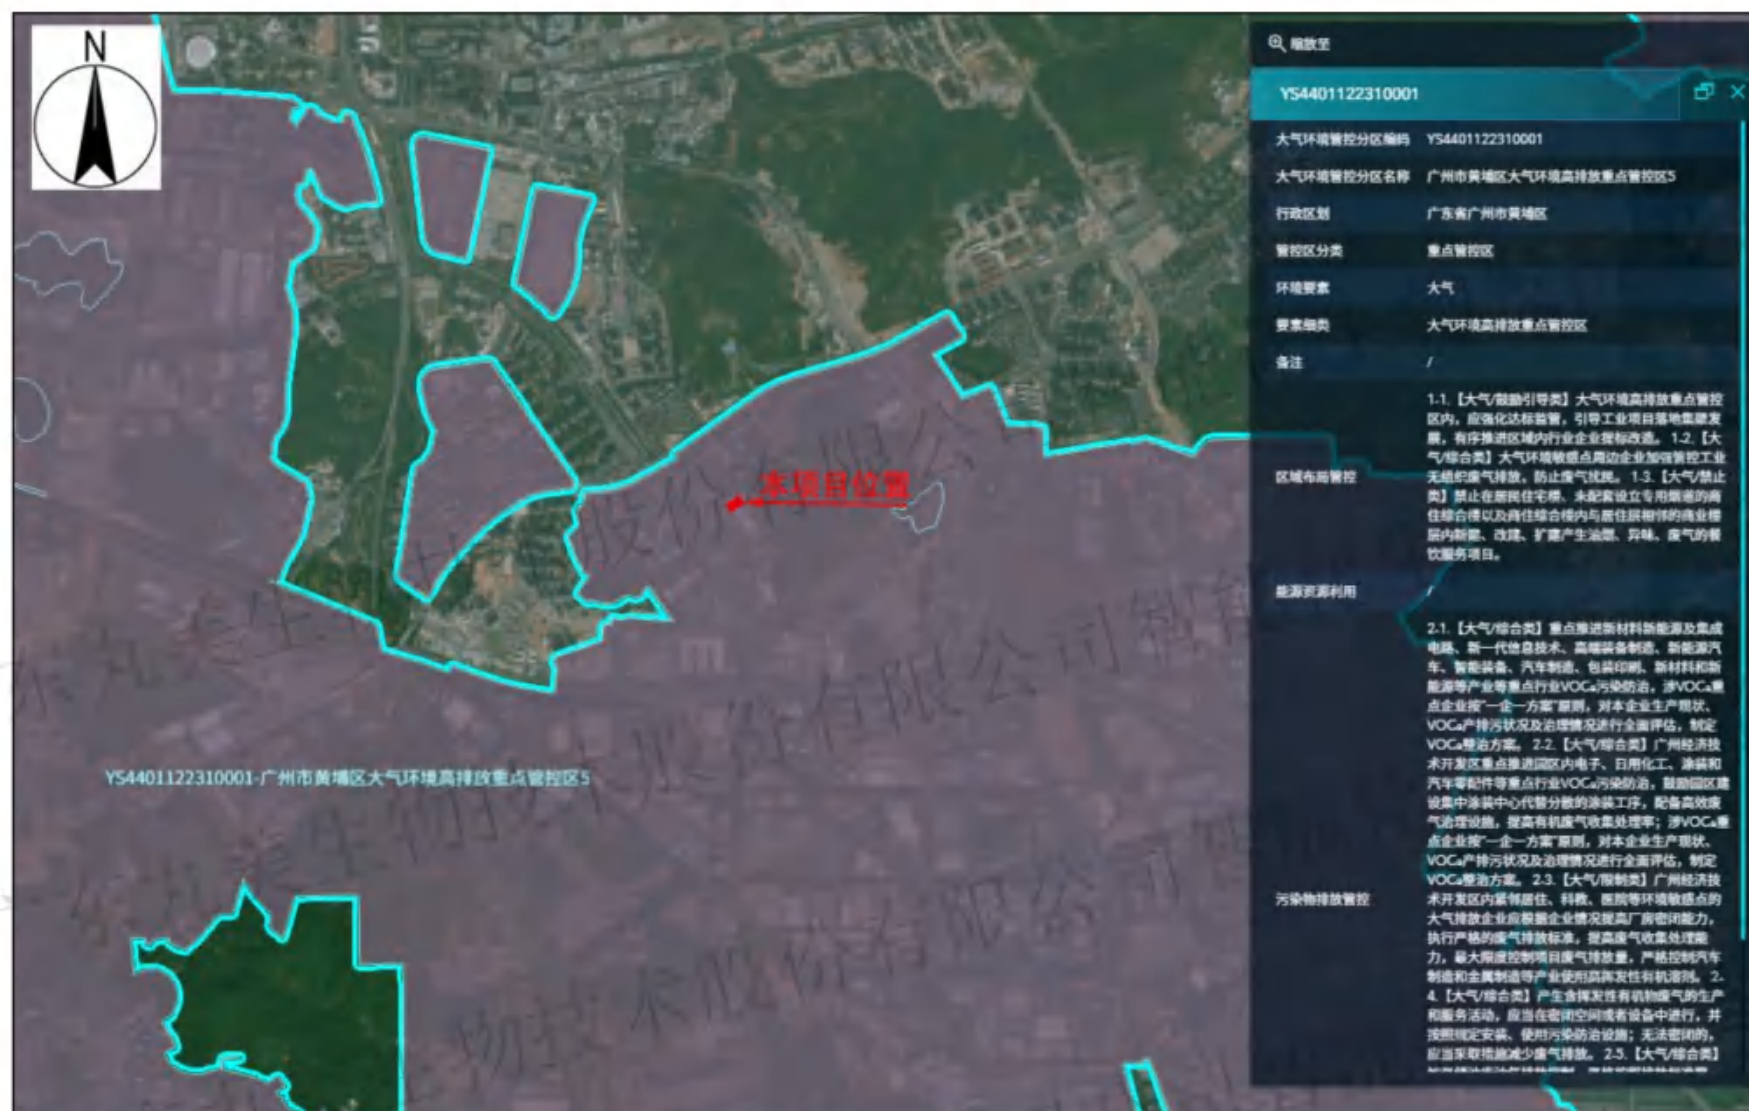 N
缩放至
YS4401122310001
大气环境管控分区编码 YS4401122310001
大气环境管控分区名称 广州市黄埔区大气环境高排放重点管控区5
行政区划 广东省广州市黄埔区
管控区分类 重点管控区
环境要素 大气
要素细类 大气环境高排放重点管控区
备注 /
区域布局管控
1-1.【大气/鼓励引导类】大气环境高排放重点管控
区内，应强化达标监管，引导工业项目落地集聚发
展，有序推进区域内行业企业提标改造。 1-2.【大
气/综合类】大气环境敏感点周边企业加强管控工业
无组织废气排放，防止废气扰民。 1-3.【大气/禁止
类】禁止在居民住宅楼、未配套设立专用烟道的商
住综合楼以及商住综合楼内与居住层相邻的商业楼
层内新建、改建、扩建产生油烟、异味、废气的餐
饮服务项目。
能源资源利用 /
污染物排放管控
2-1.【大气/综合类】重点推进新材料新能源及集成
电路、新一代信息技术、高端装备制造、新能源汽
车、智能装备、汽车制造、包装印刷、新材料和新
能源等产业等重点行业VOCs污染防治，涉VOCs重
点企业按“一企一方案”原则，对本企业生产现状、
VOCs产排污状况及治理情况进行全面评估，制定
VOCs整治方案。 2-2.【大气/综合类】广州经济技
术开发区重点推进园区内电子、日用化工、涂装和
汽车零配件等重点行业VOCs污染防治，鼓励园区建
设集中涂装中心代替分散的涂装工序，配备高效废
气治理设施，提高有机废气收集处理率；涉VOCs重
点企业按“一企一方案”原则，对本企业生产现状、
VOCs产排污状况及治理情况进行全面评估，制定
VOCs整治方案。 2-3.【大气/限制类】广州经济技
术开发区内紧邻居住、科教、医院等环境敏感点的
大气排放企业应根据企业情况提高厂房密闭能力，
执行严格的废气排放标准，提高废气收集处理能
力，最大限度控制项目废气排放量，严格控制汽车
制造和金属制造等产业使用高挥发性有机溶剂。 2-
4.【大气/综合类】产生含挥发性有机物废气的生产
和服务活动，应当在密闭空间或者设备中进行，并
按照规定安装、使用污染防治设施；无法密闭的，
应当采取措施减少废气排放。 2-5.【大气/综合类】
本项目位置
YS4401122310001-广州市黄埔区大气环境高排放重点管控区5
股份有限公
生物技术股份有限公司智
物技术股份有限公司